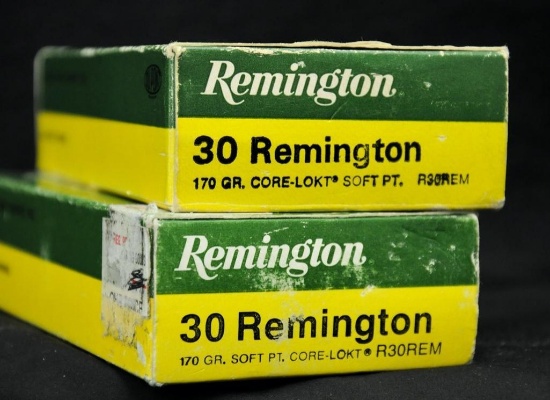 Remington
30 Remington
170 GR. CORE-LOKT® SOFT PT. R30REM
Remington
30 Remington
170 GR. SOFT PT. CORE-LOKT® R30REM